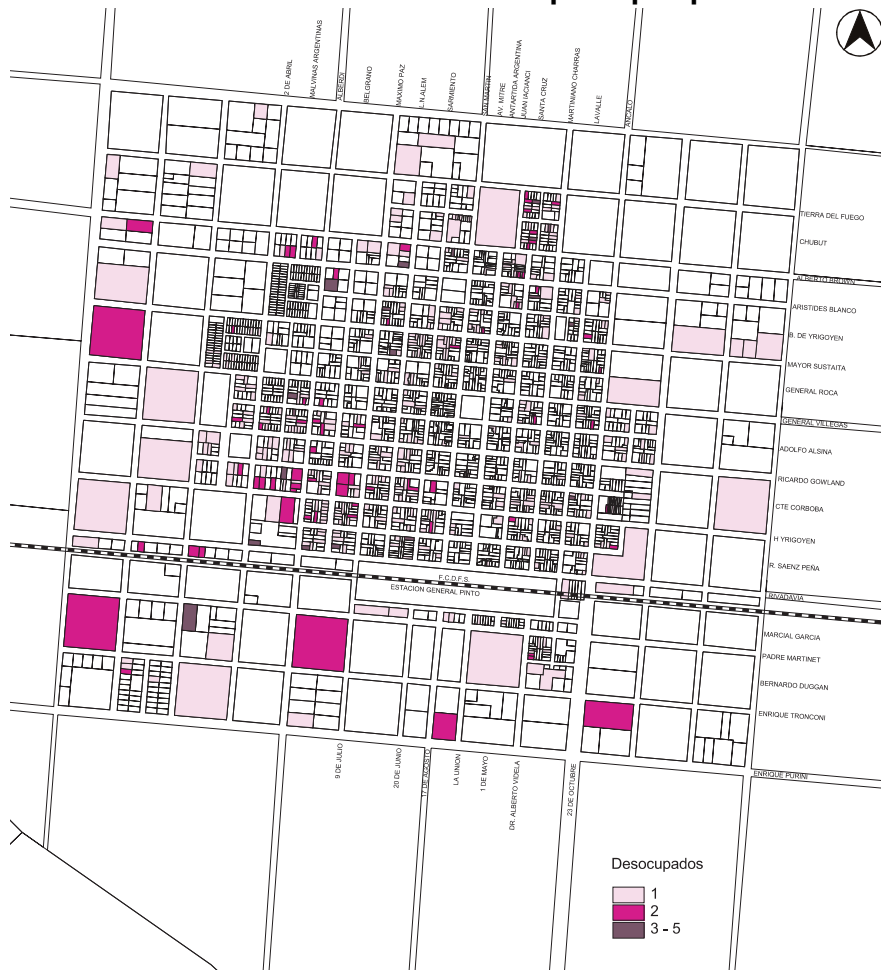 2 DE ABRIL
MALVINAS ARGENTINAS
ALBERDI
BELGRANO
MAXIMO PAZ
L.N.ALEM
SARMIENTO
SAN MARTIN
AV. MITRE
ANTARTIDA ARGENTINA
JUAN IACIANCI
SANTA CRUZ
MARTINIANO CHARRAS
LAVALLE
ANCALO
TIERRA DEL FUEGO
CHUBUT
ALBERTO BRUNIN
ARISTIDES BLANCO
B. DE YRIGOYEN
MAYOR SUSTAITA
GENERAL ROCA
GENERAL VILLEGAS
ADOLFO ALSINA
RICARDO GOWLAND
CTE CORDOBA
H YRIGOYEN
R. SAENZ PEÑA
RIVADAVIA
F.C.D.F.S.
ESTACION GENERAL PINTO
MARCIAL GARCIA
PADRE MARTINET
BERNARDO DUGGAN
ENRIQUE TRONCONI
ENRIQUE PURINI
9 DE JULIO
20 DE JUNIO
17 DE AGOSTO
LA UNION
1 DE MAYO
DR. ALBERTO VIDELA
23 DE OCTUBRE
Desocupados
1
2
3 - 5